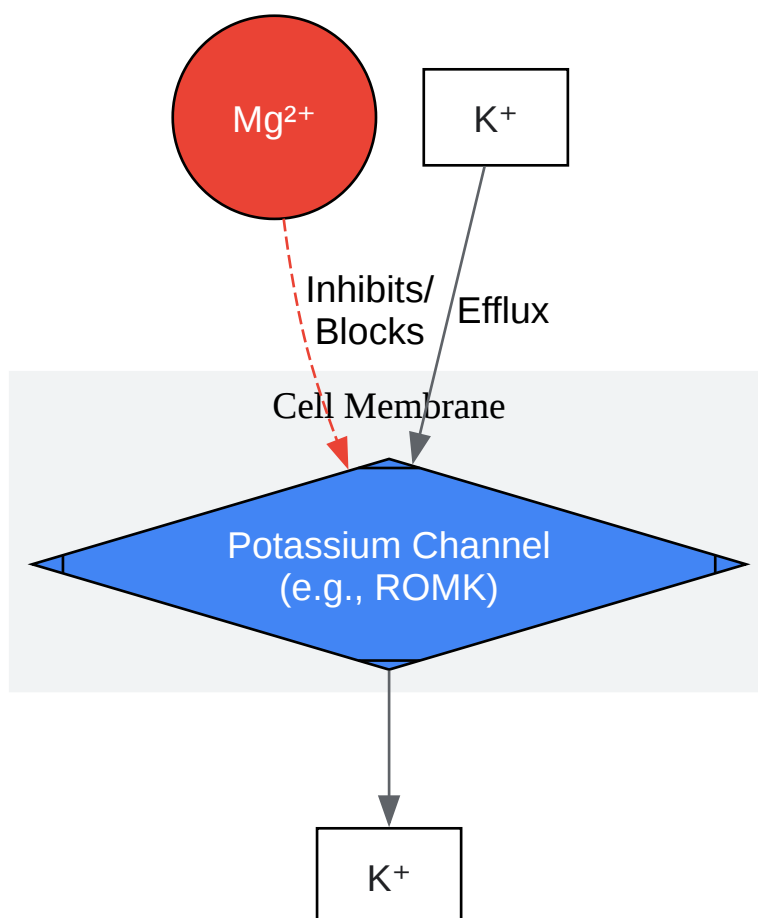 Mg²⁺
K⁺
Inhibits/
Blocks
Efflux
Cell Membrane
Potassium Channel
(e.g., ROMK)
K⁺